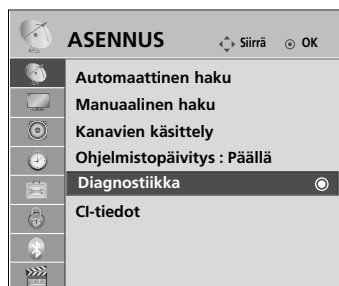 ASENNUS Siirrä OK
Automaattinen haku
Manuaalinen haku
Kanavien käsittely
Ohjelmistopäivitys : Päällä
Diagnostiikka
CI-tiedot